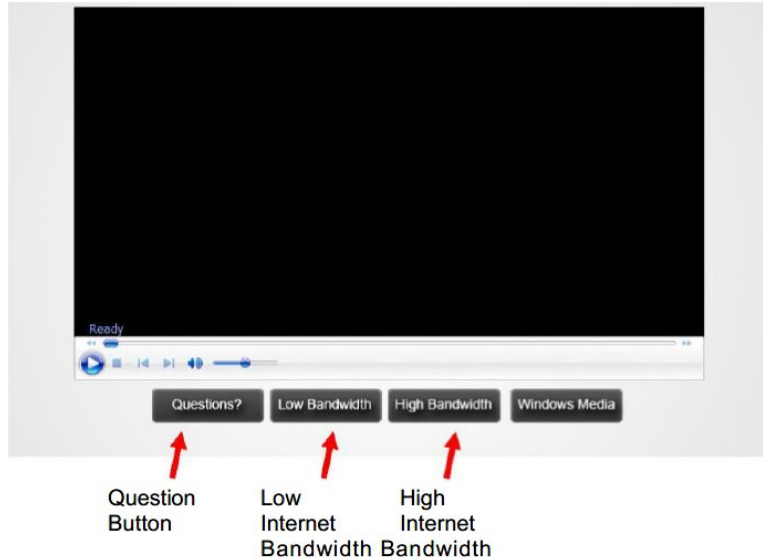 Ready
Questions? Low Bandwidth High Bandwidth Windows Media
Question Low High
Button Internet Internet
Bandwidth Bandwidth